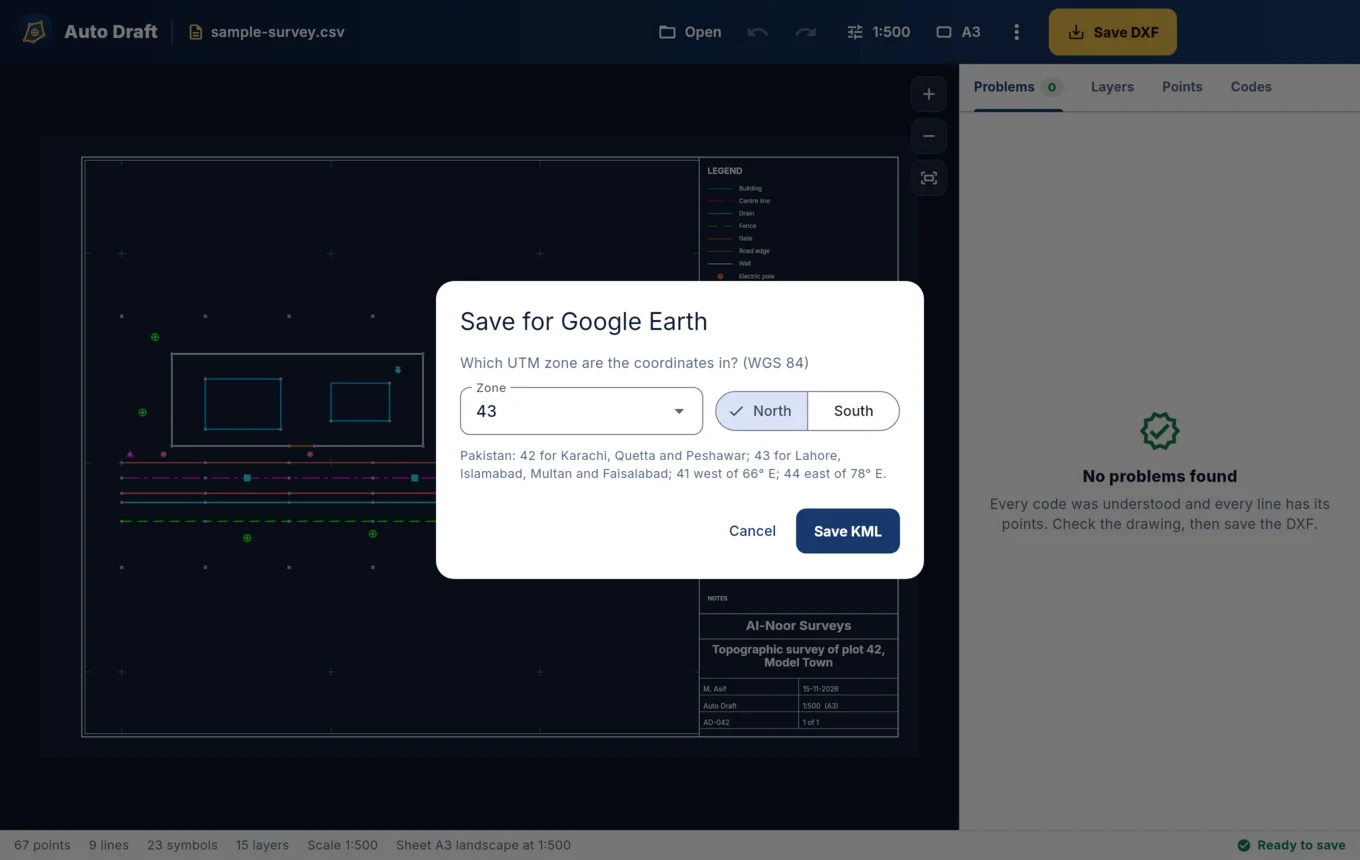 Auto Draft
sample-survey.csv
Open
1:500
A3
Save DXF
Problems 0
Layers
Points
Codes
LEGEND
Building
Centre line
Drain
Fence
Gate
Road edge
Wall
Electric pole
Save for Google Earth
Which UTM zone are the coordinates in? (WGS 84)
Zone
43
North
South
Pakistan: 42 for Karachi, Quetta and Peshawar; 43 for Lahore,
Islamabad, Multan and Faisalabad; 41 west of 66° E; 44 east of 78° E.
Cancel
Save KML
No problems found
Every code was understood and every line has its
points. Check the drawing, then save the DXF.
NOTES
Al-Noor Surveys
Topographic survey of plot 42,
Model Town
M. Asif
15-11-2026
Auto Draft
1:500 (A3)
AD-042
1 of 1
67 points
9 lines
23 symbols
15 layers
Scale 1:500
Sheet A3 landscape at 1:500
Ready to save